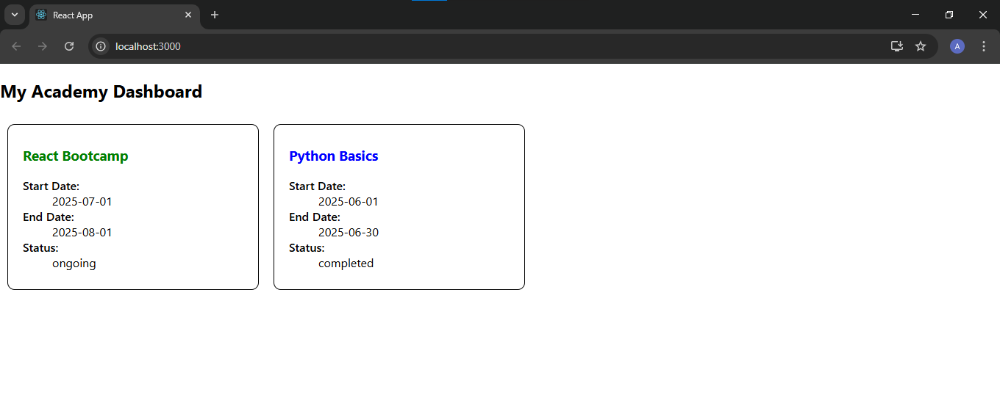 React App
localhost:3000
A
My Academy Dashboard
React Bootcamp
Start Date:
2025-07-01
End Date:
2025-08-01
Status:
ongoing
Python Basics
Start Date:
2025-06-01
End Date:
2025-06-30
Status:
completed